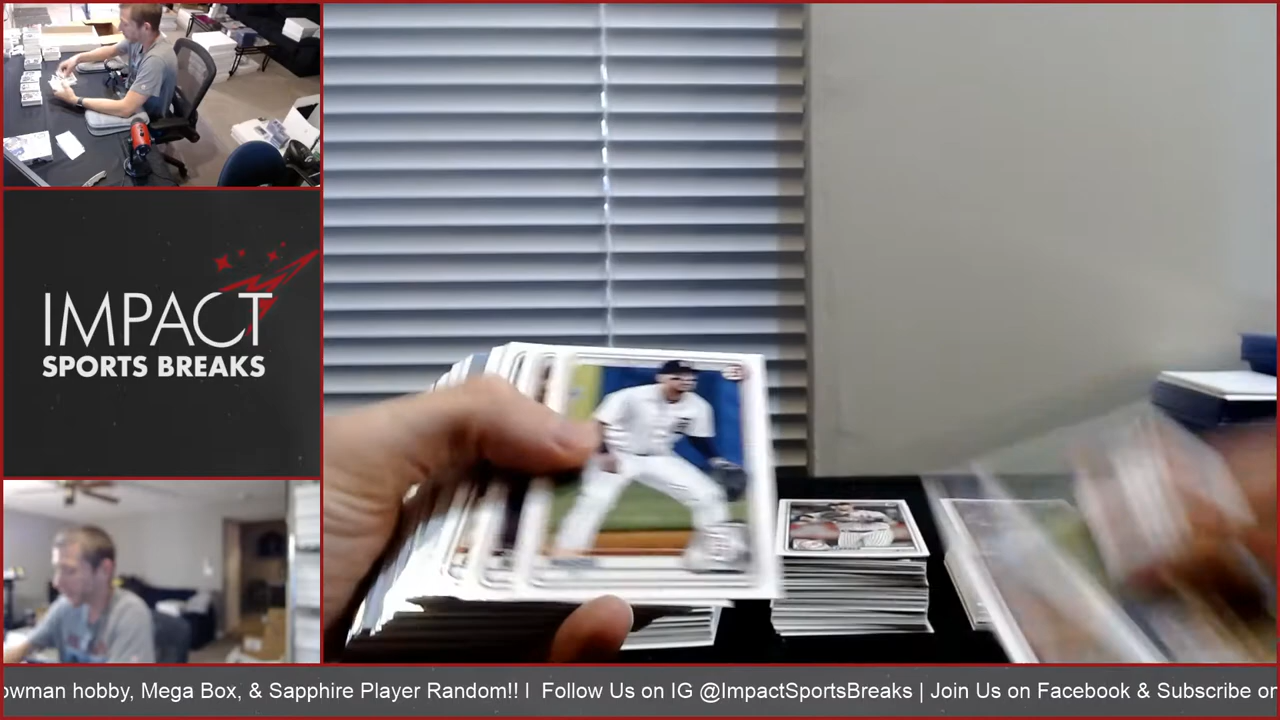 IMPACT
SPORTS BREAKS
owman hobby, Mega Box, & Sapphire Player Random!! | Follow Us on IG @ImpactSportsBreaks | Join Us on Facebook & Subscribe on